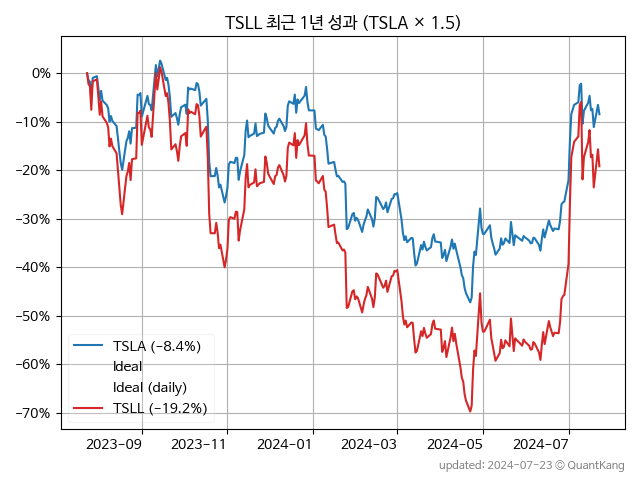 TSLL 최근 1년 성과 (TSLA × 1.5)
0%
−10%
−20%
−30%
−40%
−50%
−60%
−70%
TSLA (−8.4%)
Ideal
Ideal (daily)
TSLL (−19.2%)
2023−09
2023−11
2024−01
2024−03
2024−05
2024−07
updated: 2024−07−23 © QuantKang